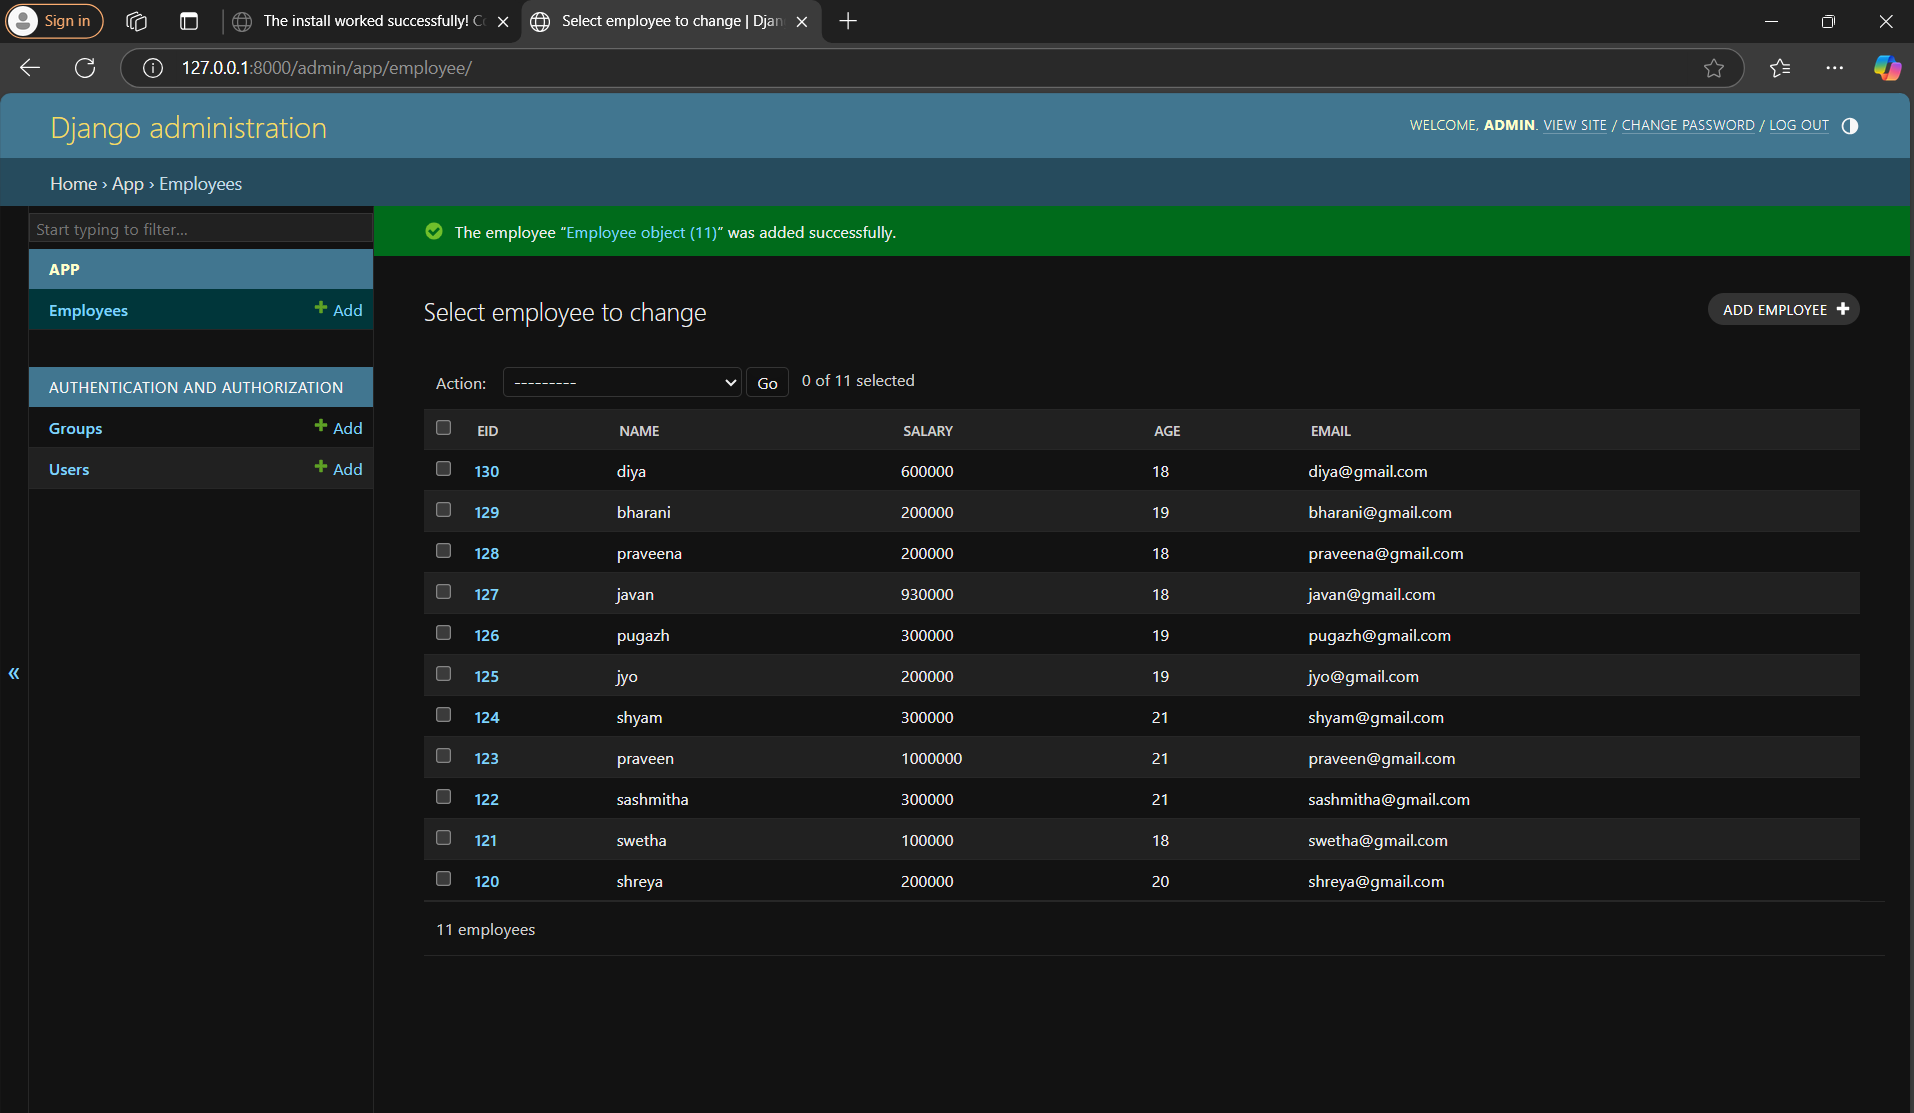 Sign in
The install worked successfully! Co
Select employee to change | Djan
127.0.0.1:8000/admin/app/employee/
Django administration
WELCOME, ADMIN. VIEW SITE / CHANGE PASSWORD / LOG OUT
Home › App › Employees
Start typing to filter...
APP
Employees
Add
AUTHENTICATION AND AUTHORIZATION
Groups
Add
Users
Add
«
The employee “Employee object (11)” was added successfully.
Select employee to change
ADD EMPLOYEE
Action: --------- Go 0 of 11 selected
EID NAME SALARY AGE EMAIL
130 diya 600000 18 diya@gmail.com
129 bharani 200000 19 bharani@gmail.com
128 praveena 200000 18 praveena@gmail.com
127 javan 930000 18 javan@gmail.com
126 pugazh 300000 19 pugazh@gmail.com
125 jyo 200000 19 jyo@gmail.com
124 shyam 300000 21 shyam@gmail.com
123 praveen 1000000 21 praveen@gmail.com
122 sashmitha 300000 21 sashmitha@gmail.com
121 swetha 100000 18 swetha@gmail.com
120 shreya 200000 20 shreya@gmail.com
11 employees